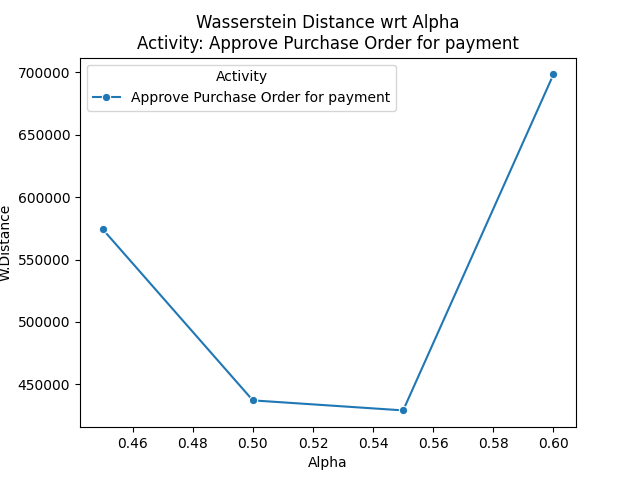 Wasserstein Distance wrt Alpha
Activity: Approve Purchase Order for payment
Activity
Approve Purchase Order for payment
700000
650000
600000
550000
500000
450000
W.Distance
0.46 0.48 0.50 0.52 0.54 0.56 0.58 0.60
Alpha